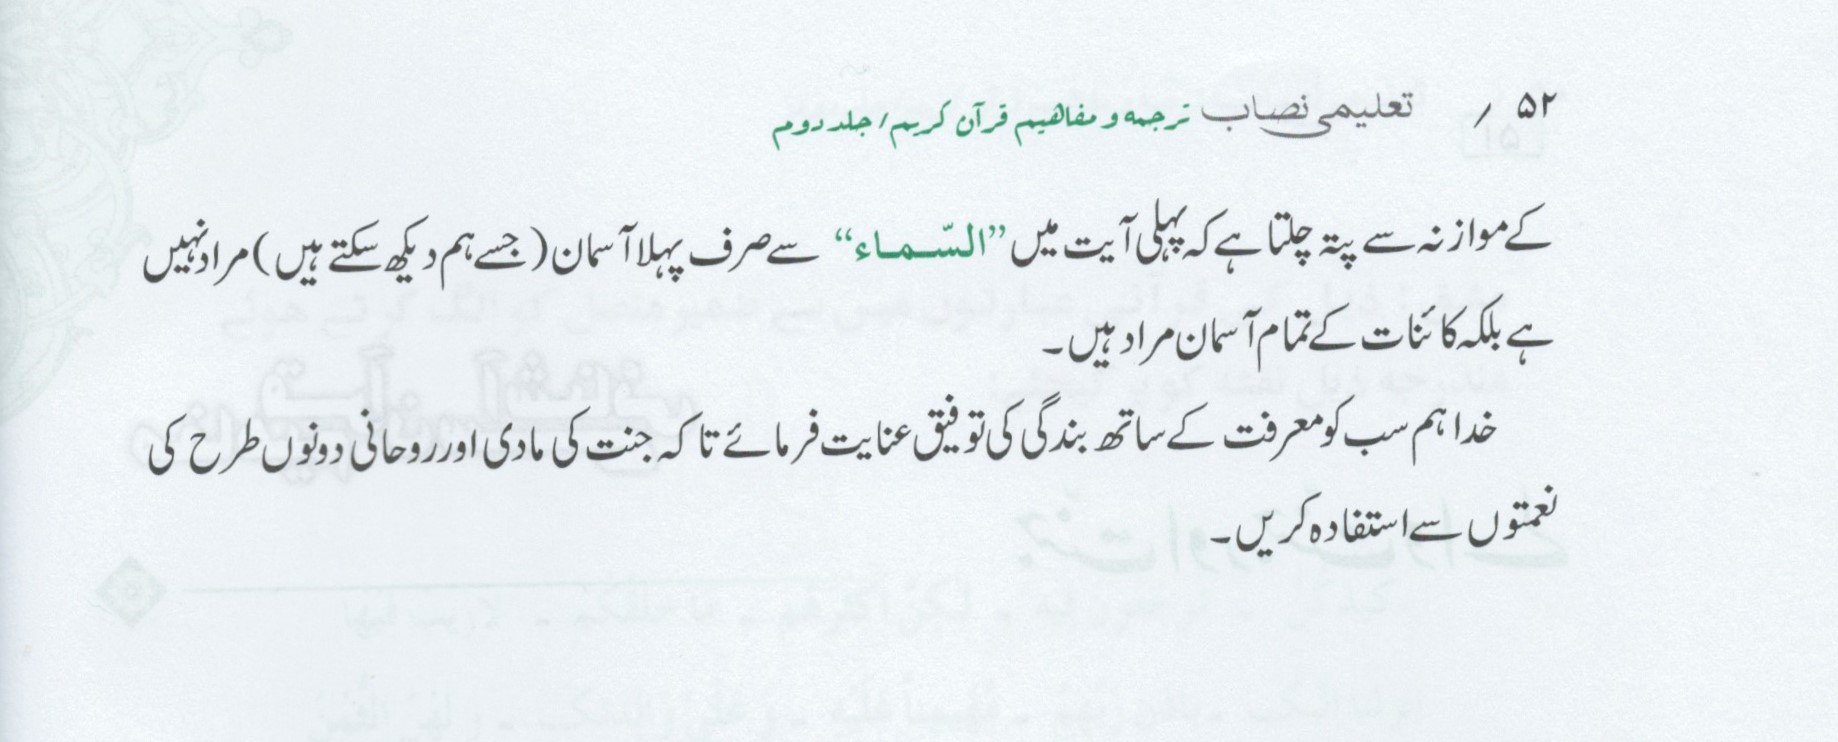 ۵۲ / تعلیمی نصاب ترجمه و مفاهیم قرآن کریم / جلد دوم
کے موازنہ سے پتہ چلتا ہے کہ پہلی آیت میں ”السّماء“ سے صرف پہلا آسمان (جسے ہم دیکھ سکتے ہیں) مراد نہیں
ہے بلکہ کائنات کے تمام آسمان مراد ہیں۔
خدا ہم سب کو معرفت کے ساتھ بندگی کی توفیق عنایت فرمائے تاکہ جنت کی مادی اور روحانی دونوں طرح کی
نعمتوں سے استفادہ کریں۔